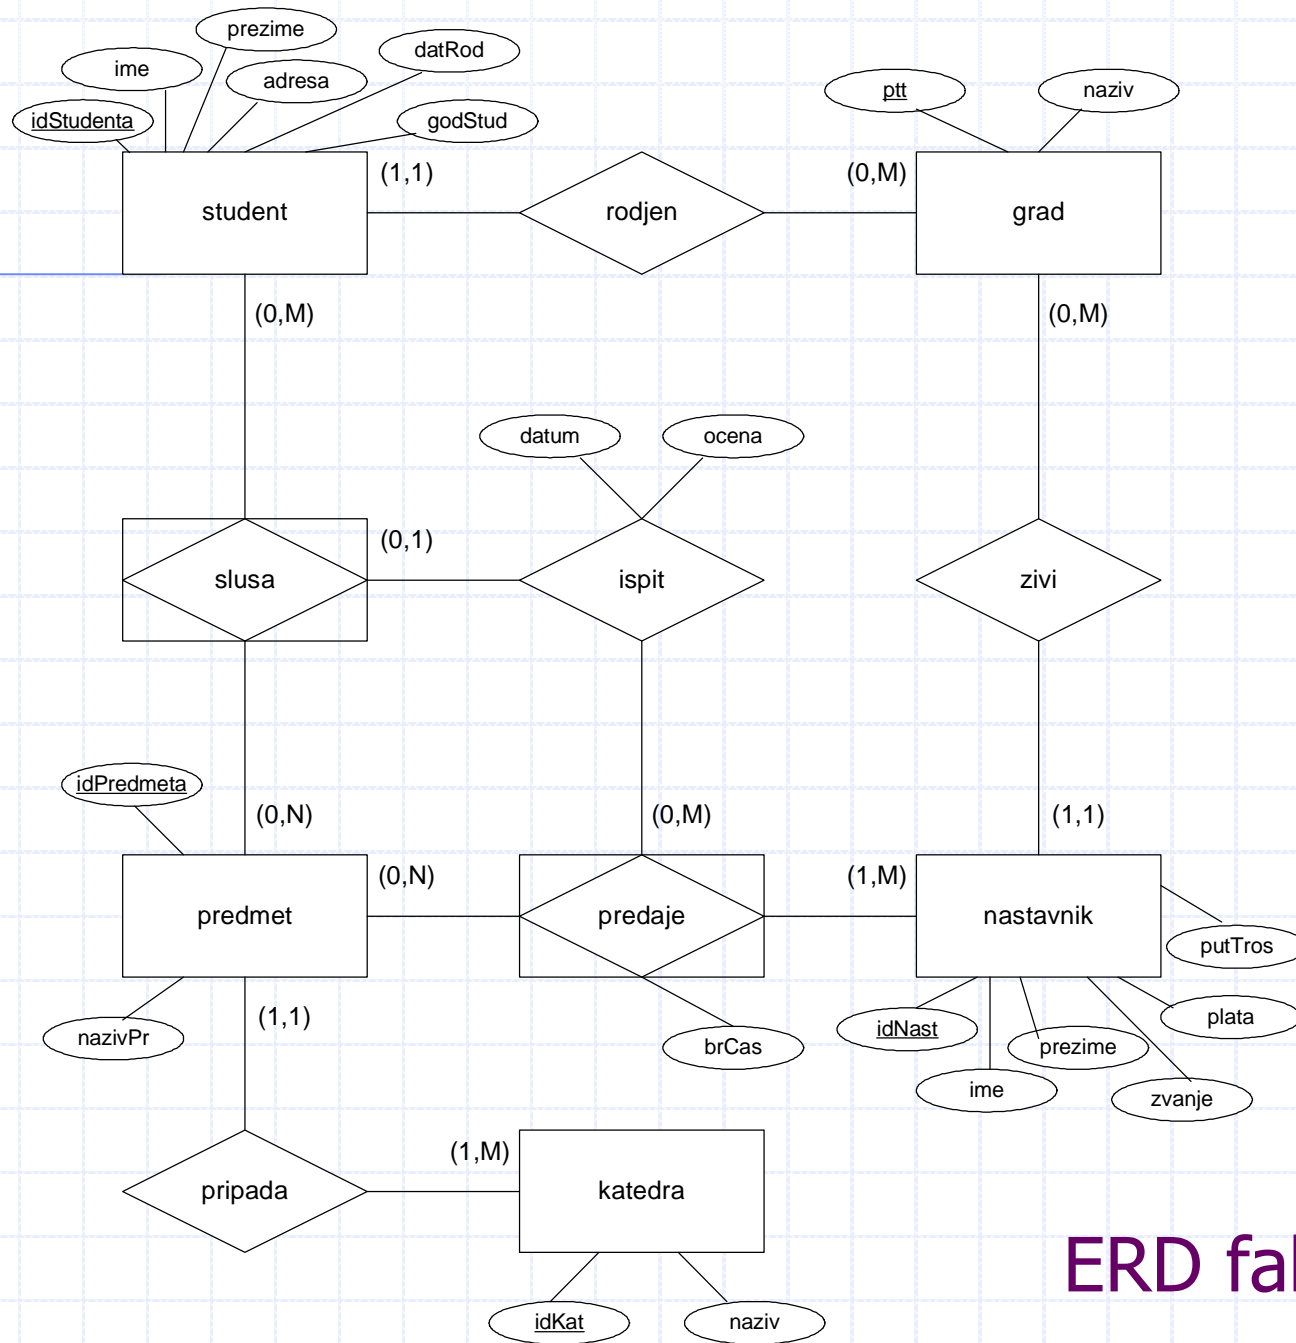 prezime
datRod
ime
adresa
ptt
naziv
idStudenta
godStud
(1,1)
(0,M)
student
rodjen
grad
(0,M)
(0,M)
datum
ocena
(0,1)
slusa
ispit
zivi
idPredmeta
(0,N)
(0,M)
(1,1)
(0,N)
(1,M)
predmet
predaje
nastavnik
putTros
(1,1)
plata
nazivPr
idNast
brCas
prezime
ime
zvanje
(1,M)
pripada
katedra
ERD fal
idKat
naziv